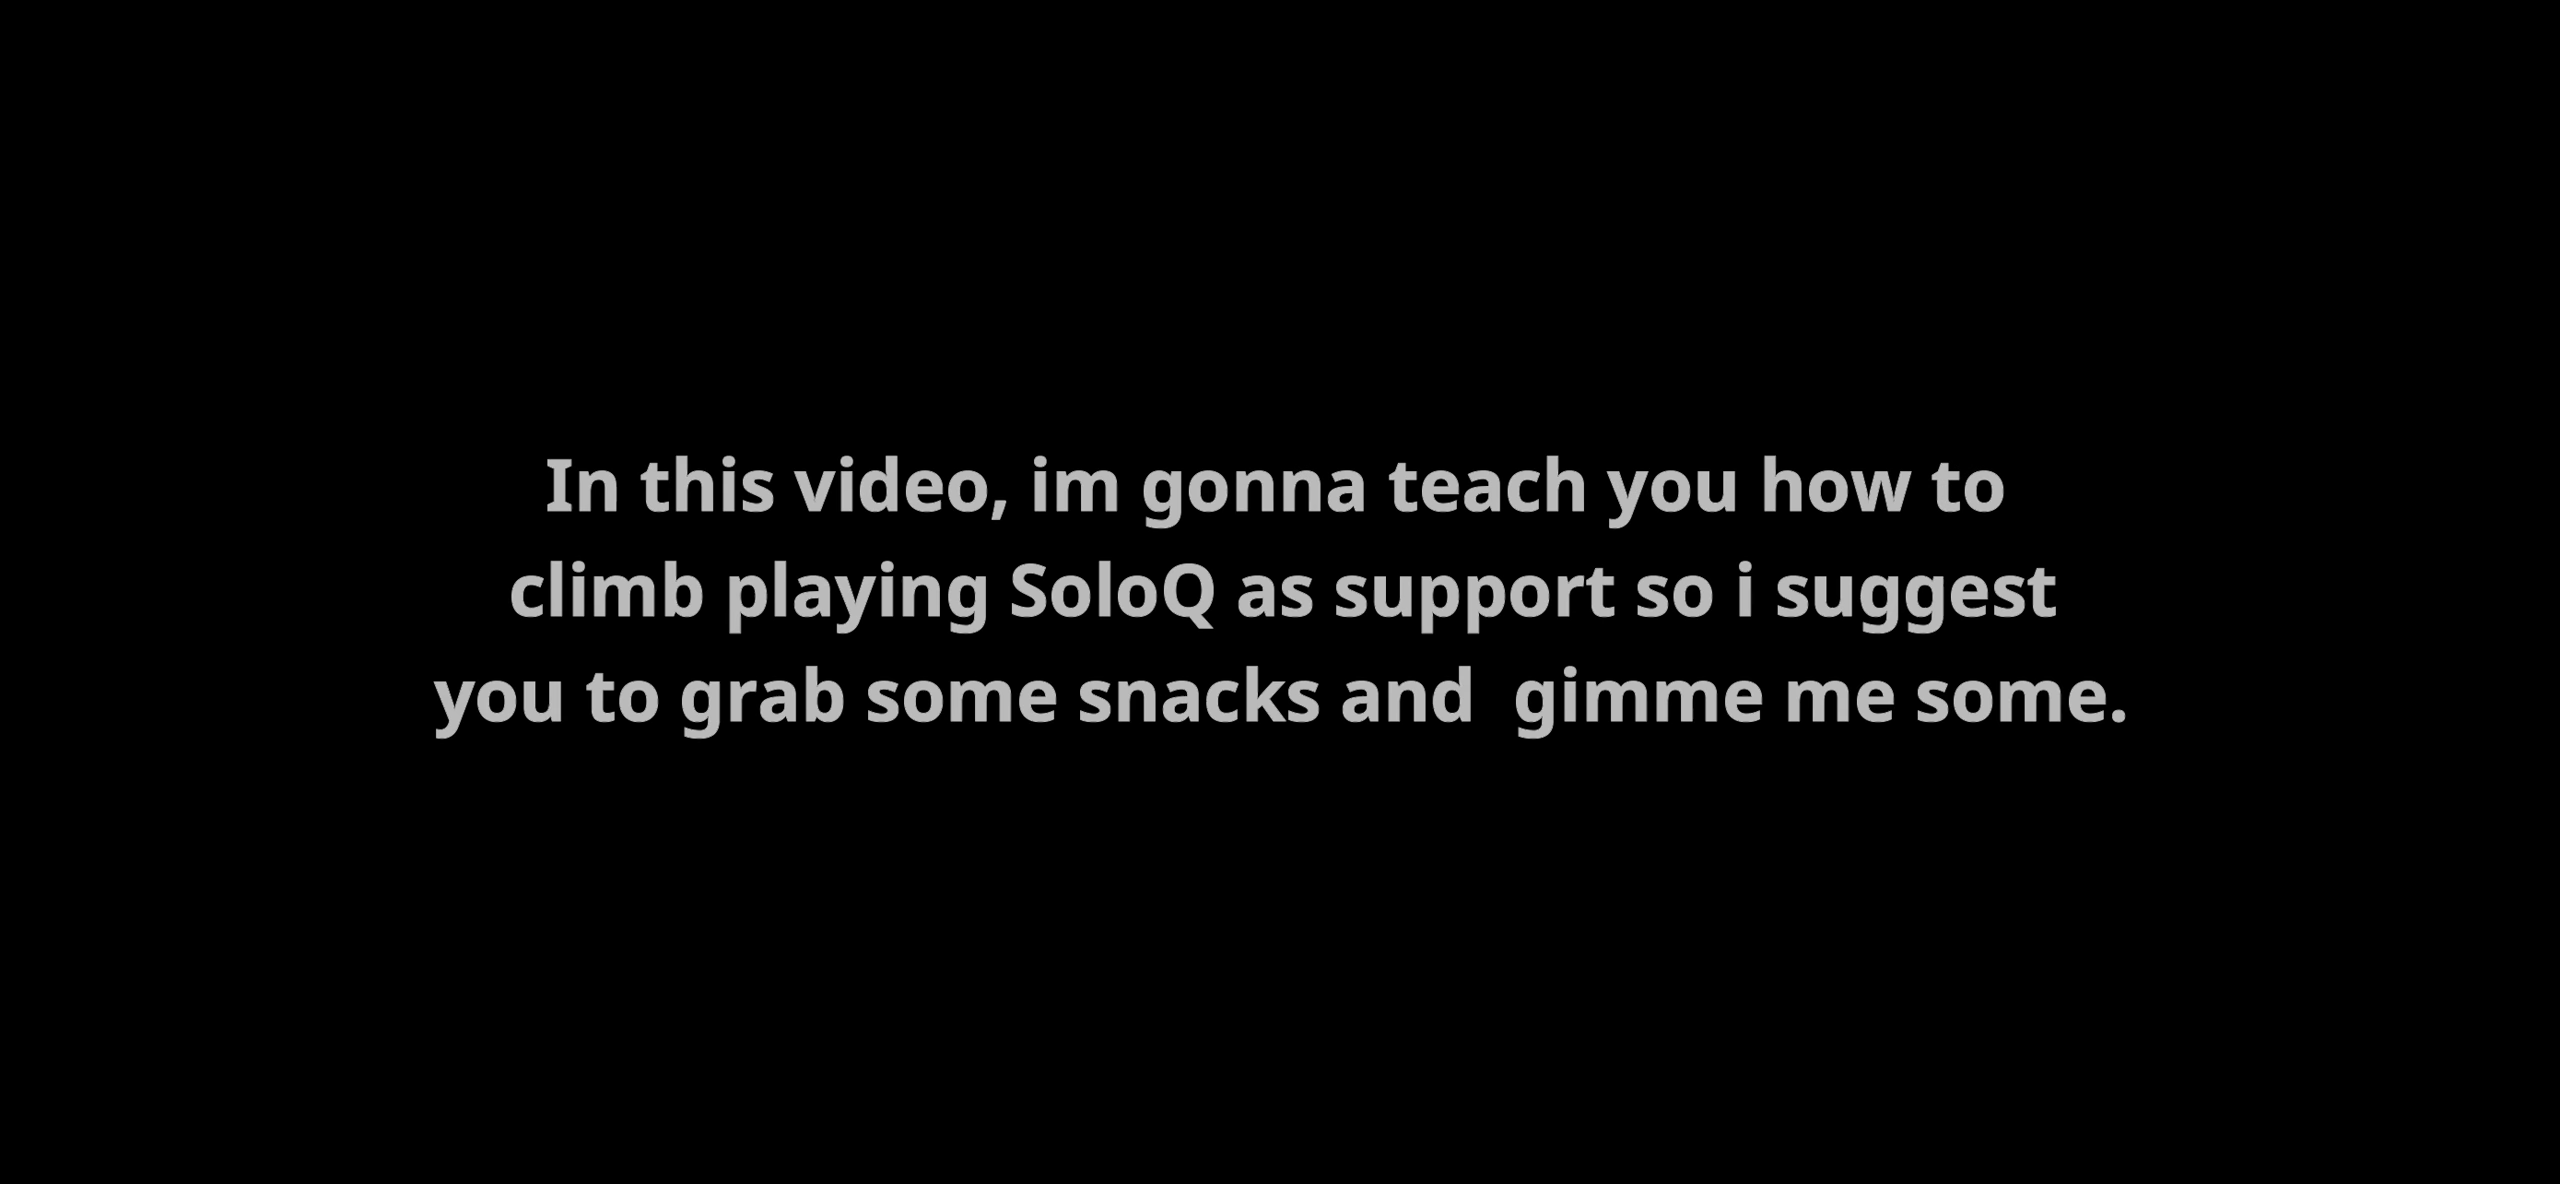 In this video, im gonna teach you how to
climb playing SoloQ as support so i suggest
you to grab some snacks and  gimme me some.